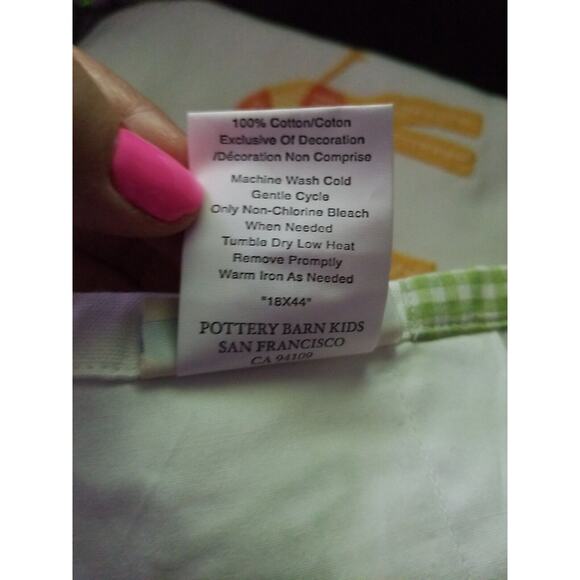 100% Cotton/Coton
Exclusive Of Decoration
/Décoration Non Comprise
Machine Wash Cold
Gentle Cycle
Only Non-Chlorine Bleach
When Needed
Tumble Dry Low Heat
Remove Promptly
Warm Iron As Needed
"18X44"
POTTERY BARN KIDS
SAN FRANCISCO
CA 94109